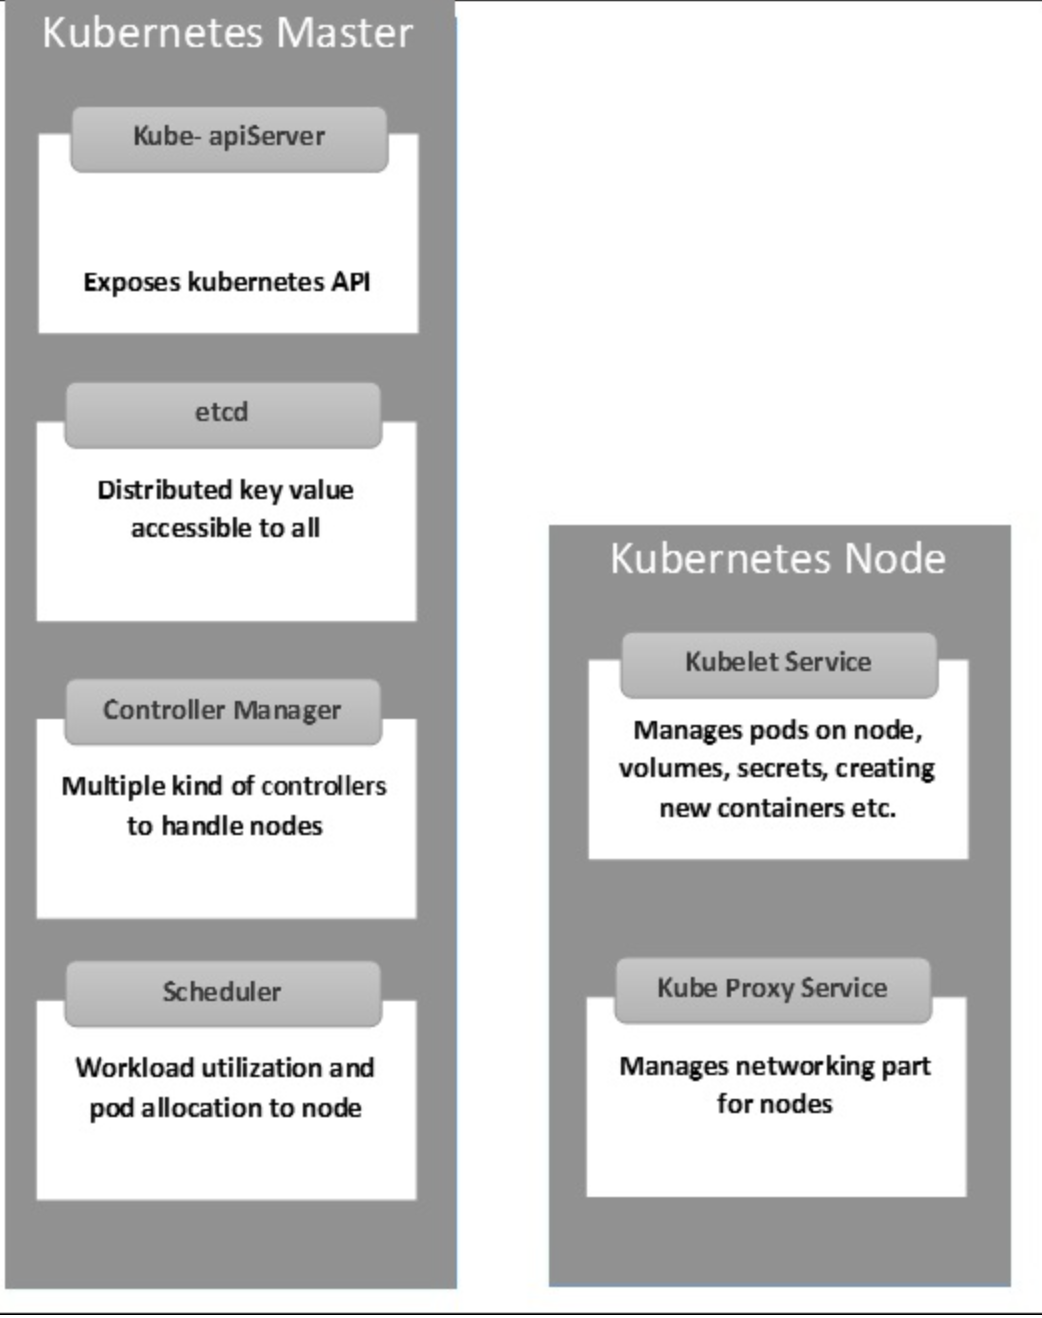 Kubernetes Master
Kube- apiServer
Exposes kubernetes API
etcd
Distributed key value
accessible to all
Controller Manager
Multiple kind of controllers
to handle nodes
Scheduler
Workload utilization and
pod allocation to node
Kubernetes Node
Kubelet Service
Manages pods on node,
volumes, secrets, creating
new containers etc.
Kube Proxy Service
Manages networking part
for nodes